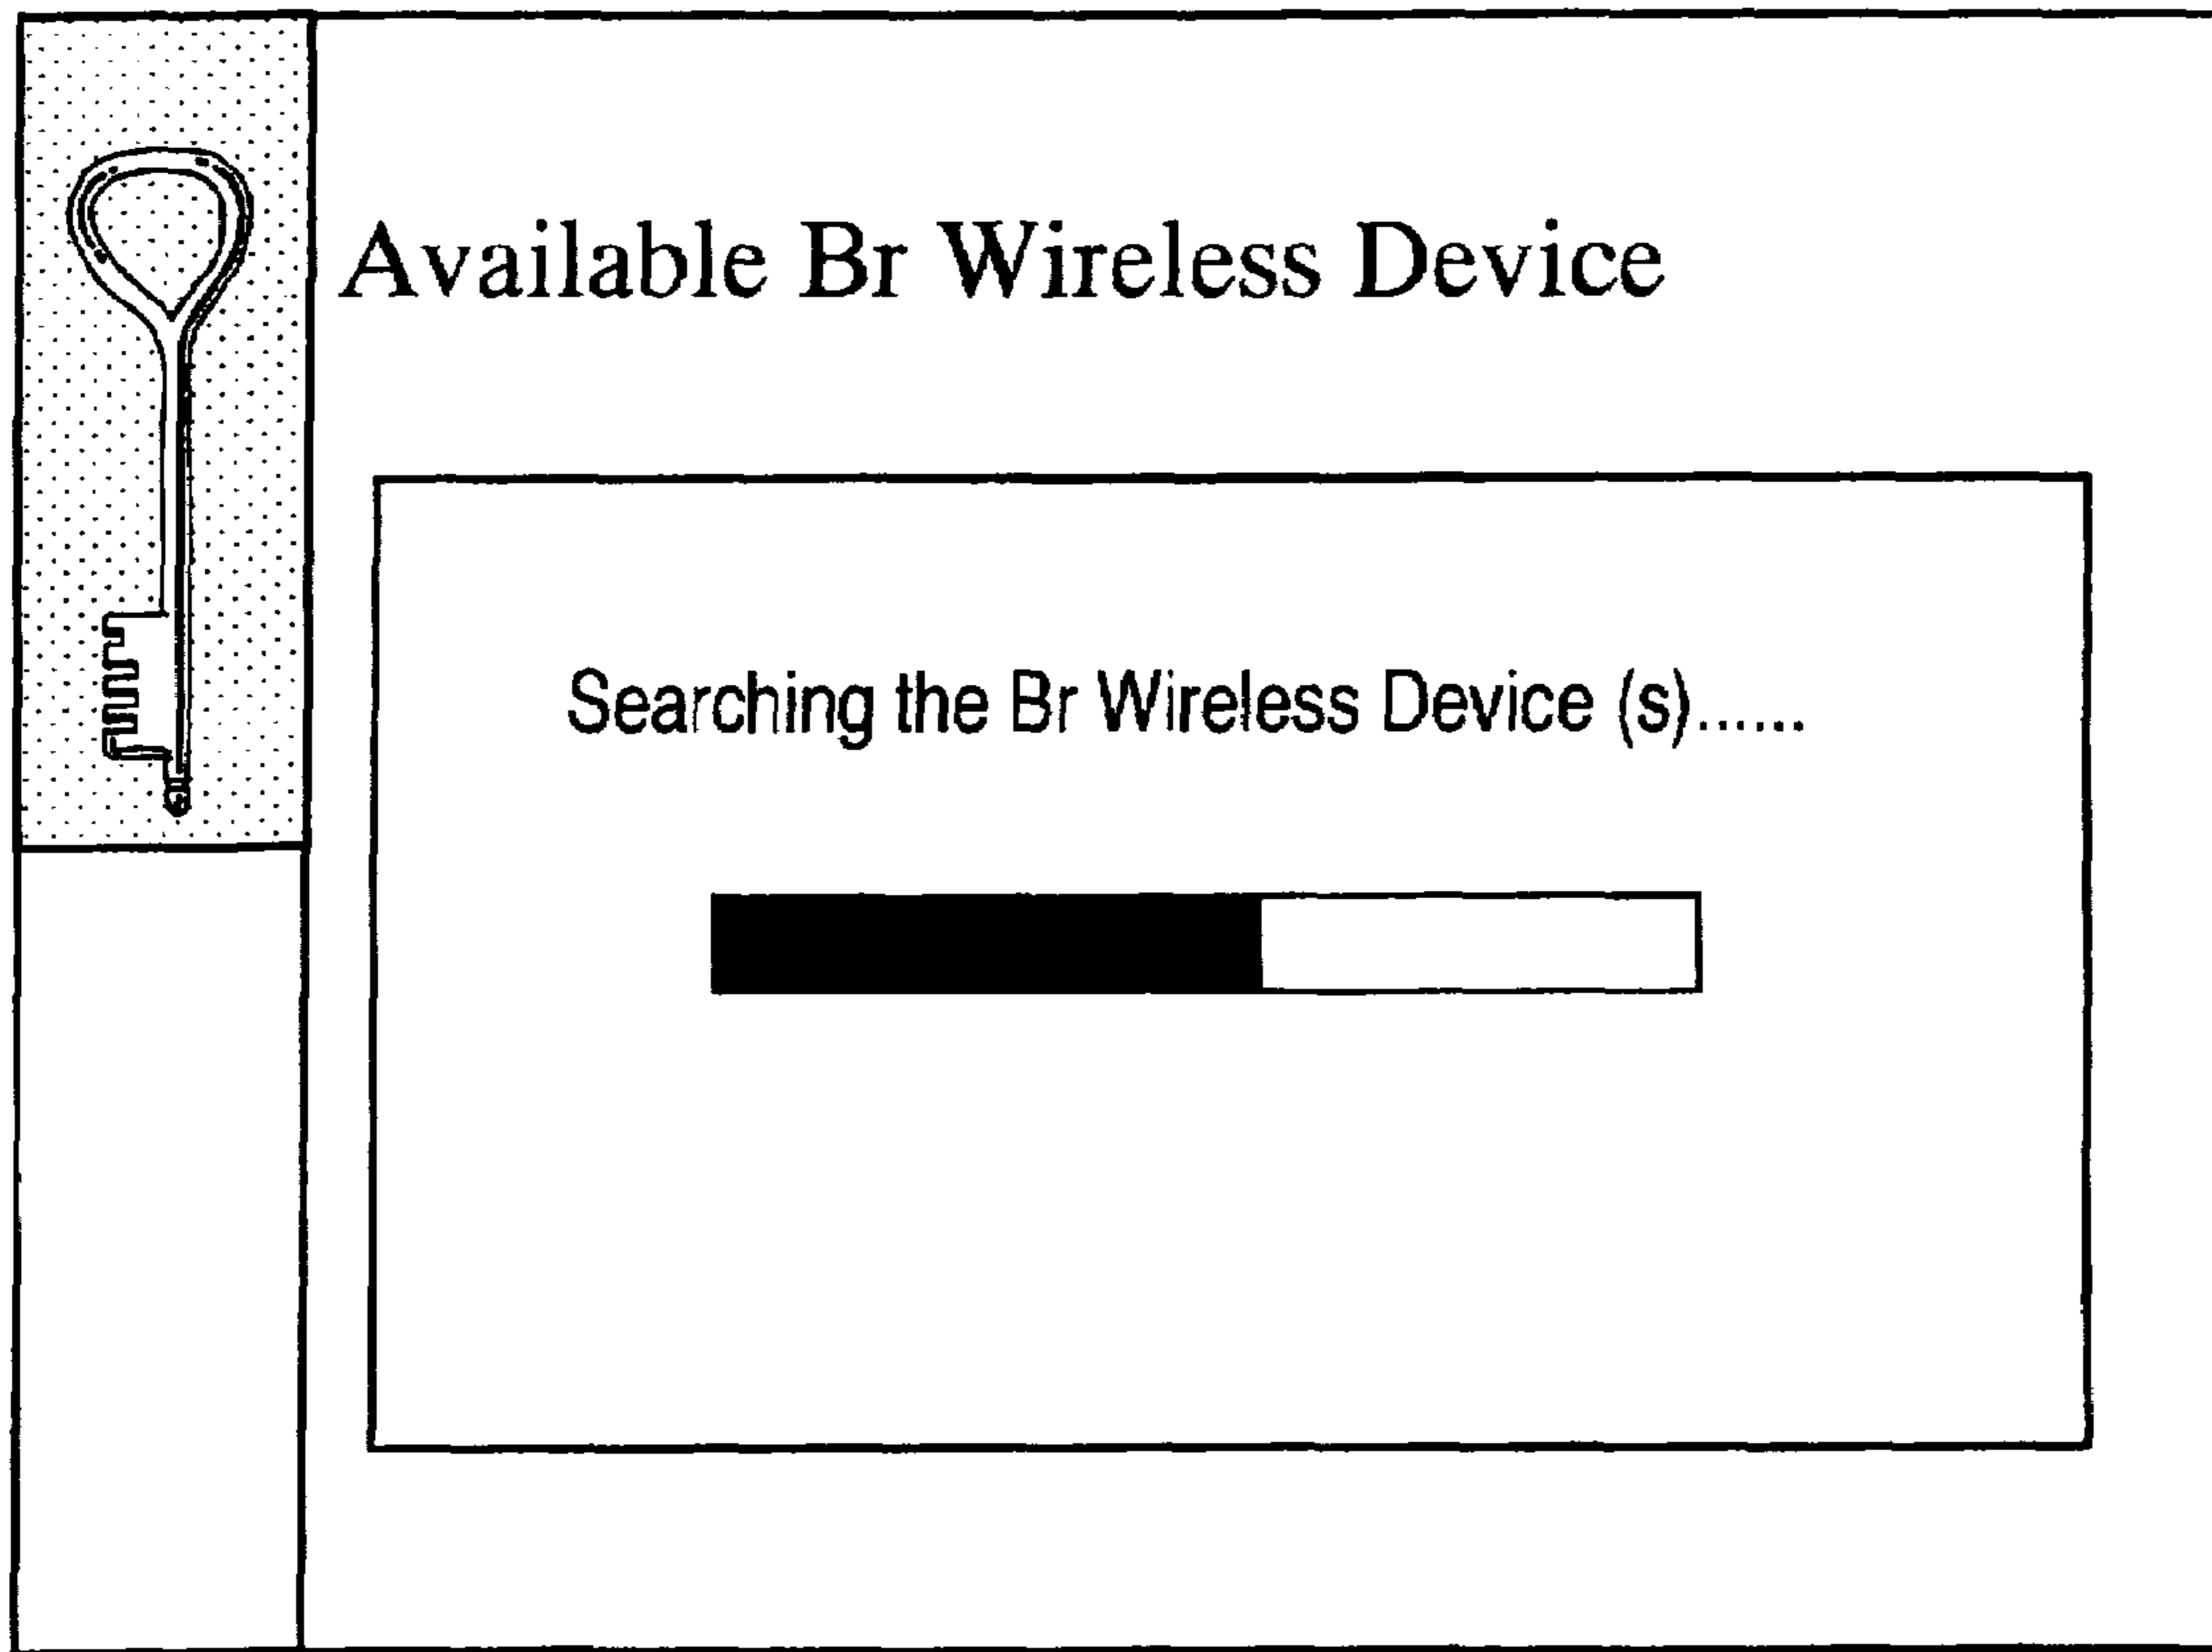 Available Br Wireless Device
Searching the Br Wireless Device (s)......